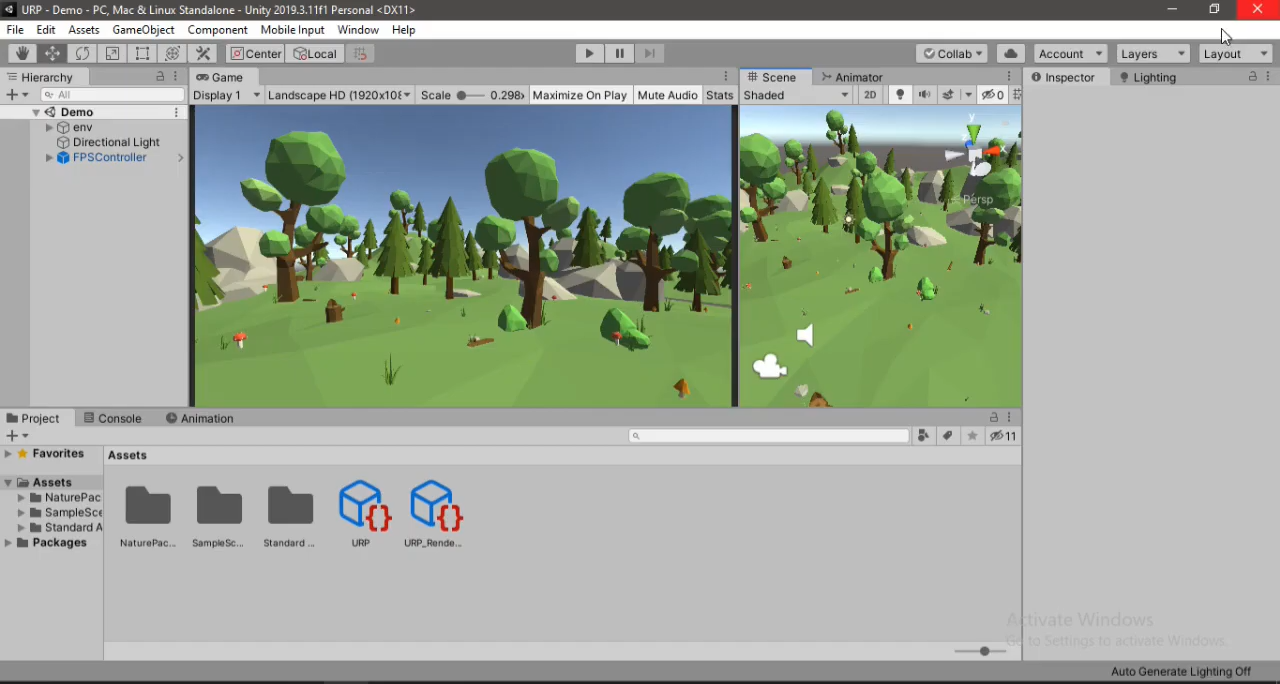 URP - Demo - PC, Mac & Linux Standalone - Unity 2019.3.11f1 Personal <DX11>
File Edit Assets GameObject Component Mobile Input Window Help
Center Local Collab Account Layers Layout
Hierarchy Game Scene Animator Inspector Lighting
All Display 1 Landscape HD (1920x108 Scale 0.298x Maximize On Play Mute Audio Stats Shaded 2D 0
Demo
env
Directional Light
FPSController
y
x
Persp
Project Console Animation
11
Favorites
Assets
Assets
NaturePac
SampleSce
Standard A
Packages
NaturePac... SampleSc... Standard ... URP URP_Rende...
Activate Windows
Go to Settings to activate Windows.
Auto Generate Lighting Off